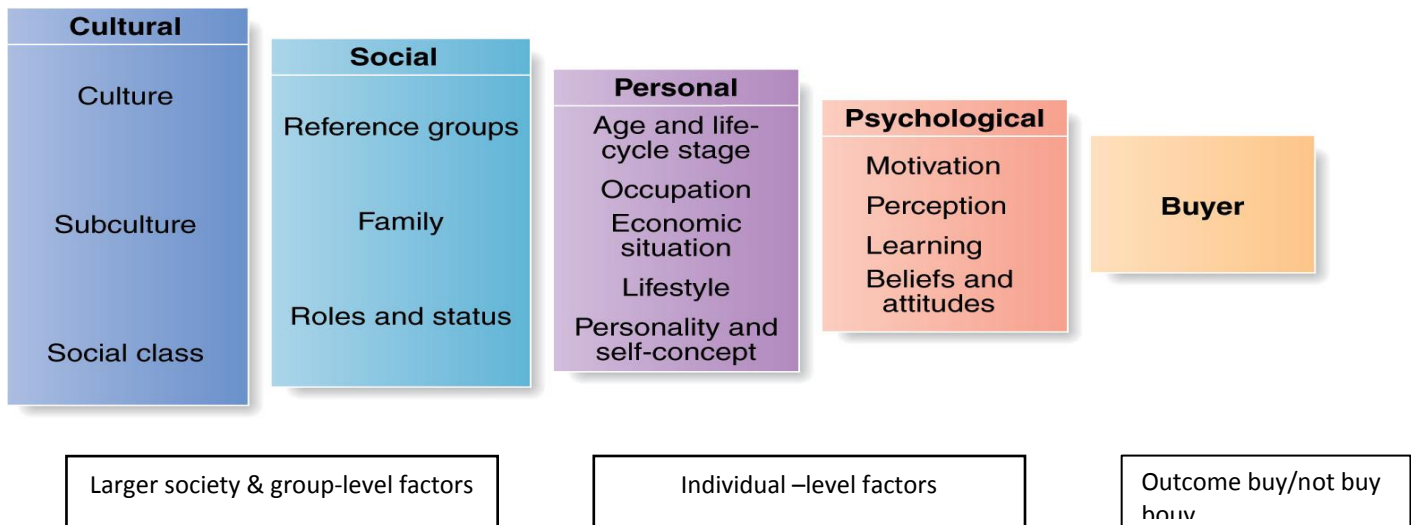 Cultural
Culture
Subculture
Social class
Social
Reference groups
Family
Roles and status
Personal
Age and life-
cycle stage
Occupation
Economic
situation
Lifestyle
Personality and
self-concept
Psychological
Motivation
Perception
Learning
Beliefs and
attitudes
Buyer
Larger society & group-level factors
Individual –level factors
Outcome buy/not buy